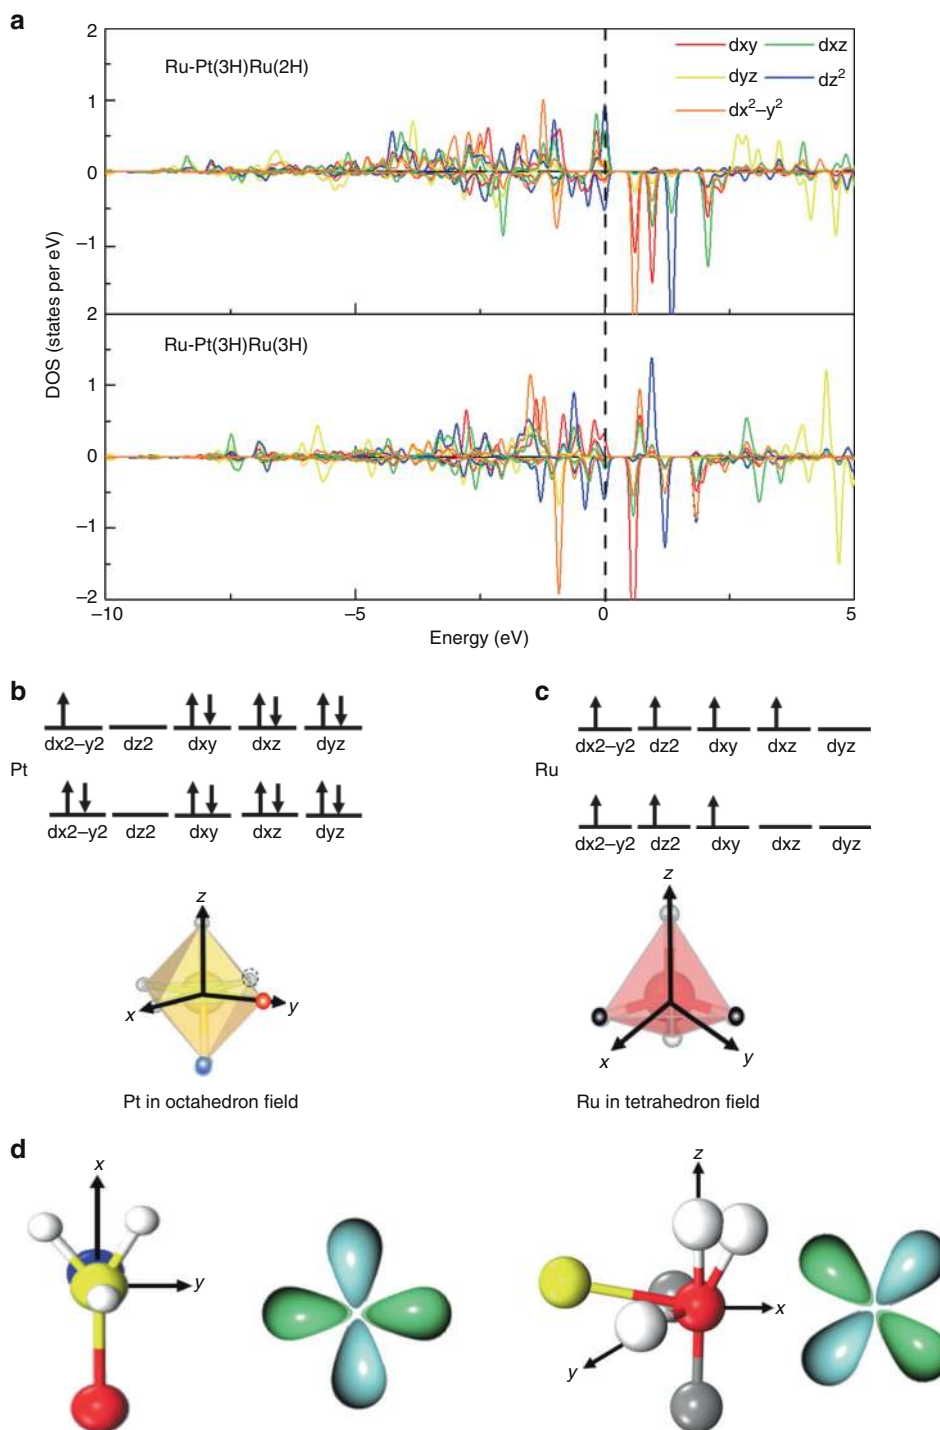 a
2
Ru-Pt(3H)Ru(2H)
dxy dxz
dyz dz²
dx²–y²
1
0
–1
2
DOS (states per eV)
Ru-Pt(3H)Ru(3H)
1
0
–1
–2
–10 –5 0 5
Energy (eV)
b
dx2–y2 dz2 dxy dxz dyz
Pt
dx2–y2 dz2 dxy dxz dyz
z
x y
Pt in octahedron field
c
dx2–y2 dz2 dxy dxz dyz
Ru
dx2–y2 dz2 dxy dxz dyz
z
x y
Ru in tetrahedron field
d
x
y
z
x
y